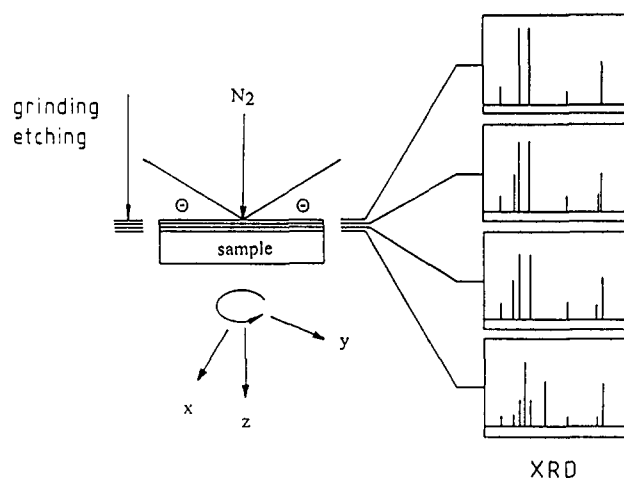 grinding
etching
N2
Θ
Θ
sample
x
y
z
XRD